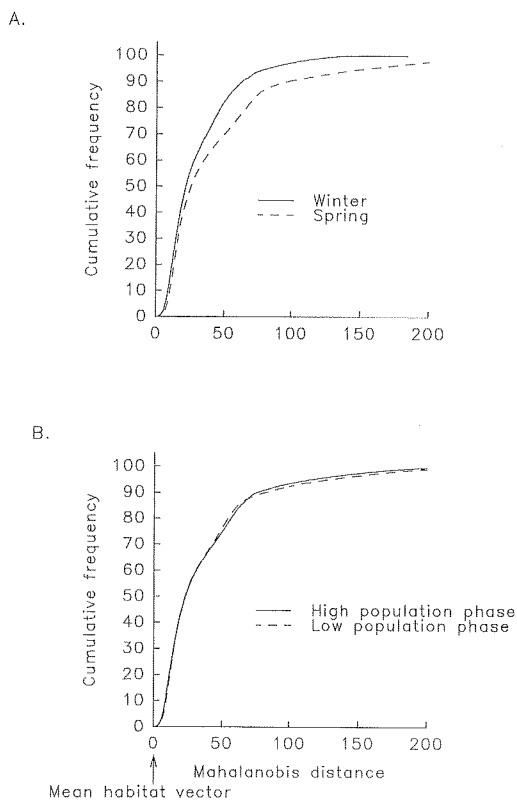 A.
Cumulative frequency
100
90
80
70
60
50
40
30
20
10
0
Winter
Spring
0 50 100 150 200
B.
Cumulative frequency
100
90
80
70
60
50
40
30
20
10
0
High population phase
Low population phase
0 50 100 150 200
Mahalanobis distance
Mean habitat vector